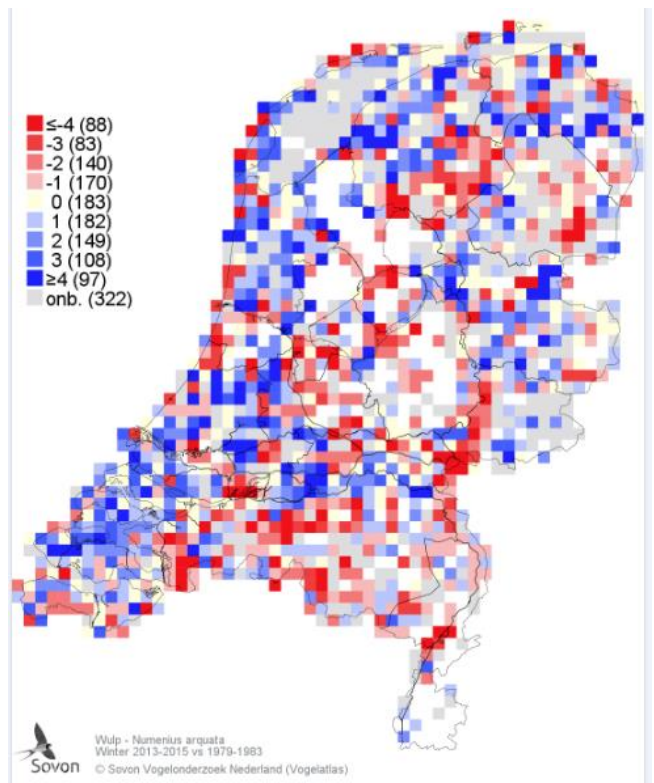 ≤-4 (88)
-3 (83)
-2 (140)
-1 (170)
0 (183)
1 (182)
2 (149)
3 (108)
≥4 (97)
onb. (322)
Sovon
Wulp - Numenius arquata
Winter 2013-2015 vs 1979-1983
© Sovon Vogelonderzoek Nederland (Vogelatlas)